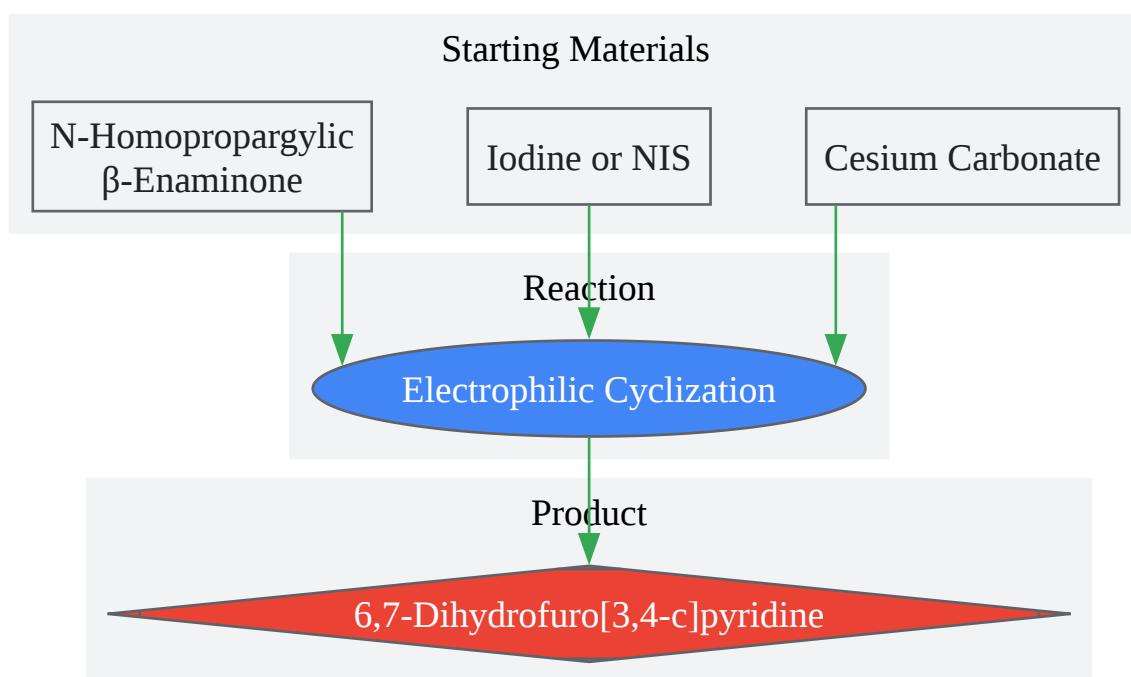 Starting Materials
N-Homopropargylic
β-Enaminone
Iodine or NIS
Cesium Carbonate
Reaction
Electrophilic Cyclization
Product
6,7-Dihydrofuro[3,4-c]pyridine